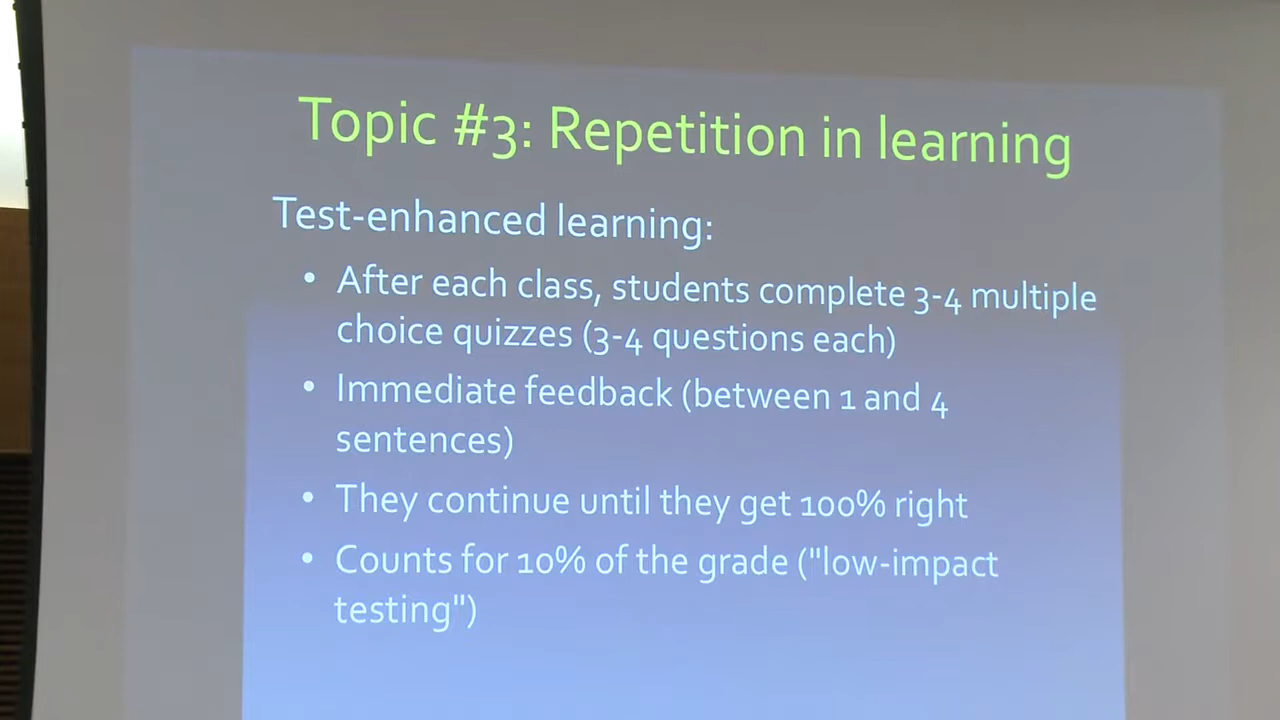 Topic #3: Repetition in learning
Test-enhanced learning:
• After each class, students complete 3-4 multiple
choice quizzes (3-4 questions each)
• Immediate feedback (between 1 and 4
sentences)
• They continue until they get 100% right
• Counts for 10% of the grade ("low-impact
testing")